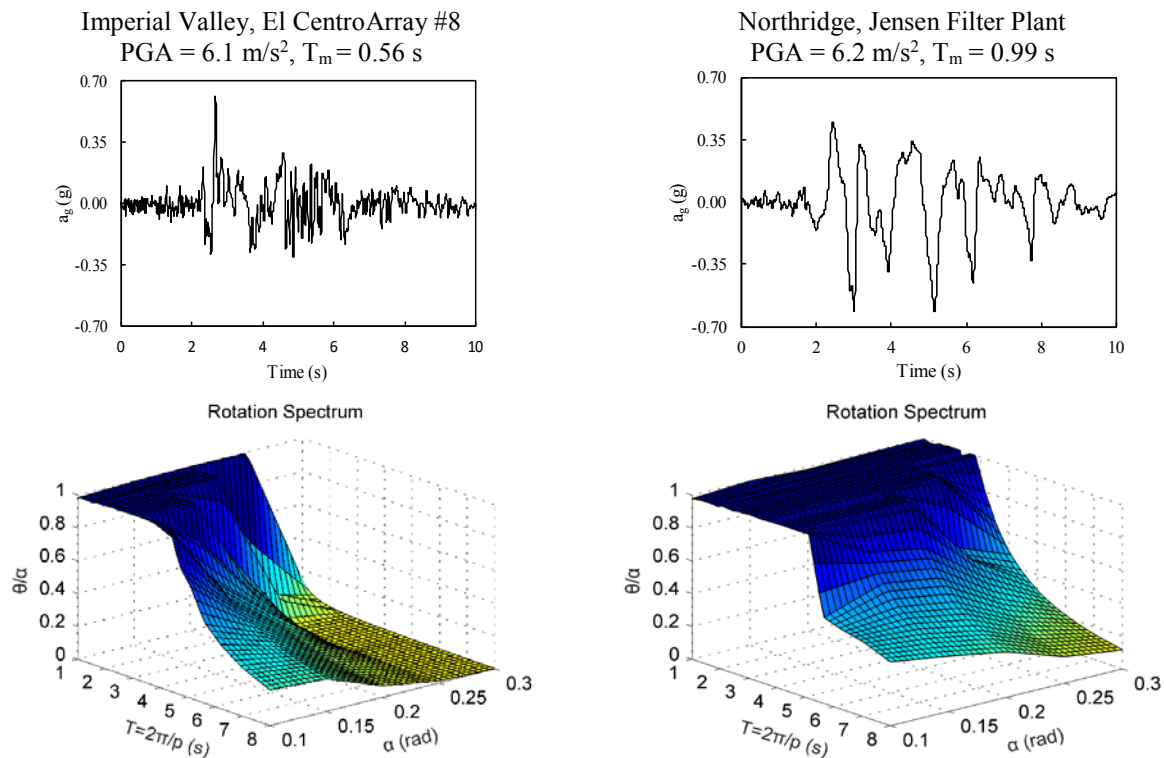 Imperial Valley, El CentroArray #8
PGA = 6.1 m/s², Tₘ = 0.56 s
0.70
0.35
0.00
-0.35
-0.70
a_g (g)
0 2 4 6 8 10
Time (s)
Northridge, Jensen Filter Plant
PGA = 6.2 m/s², Tₘ = 0.99 s
0.70
0.35
0.00
-0.35
-0.70
a_g (g)
0 2 4 6 8 10
Time (s)
Rotation Spectrum
1
0.8
0.6
0.4
0.2
0
θ/α
1 2 3 4 5 6 7 8
T=2π/p (s)
0.1 0.15 0.2 0.25 0.3
α (rad)
Rotation Spectrum
1
0.8
0.6
0.4
0.2
0
θ/α
1 2 3 4 5 6 7 8
T=2π/p (s)
0.1 0.15 0.2 0.25 0.3
α (rad)